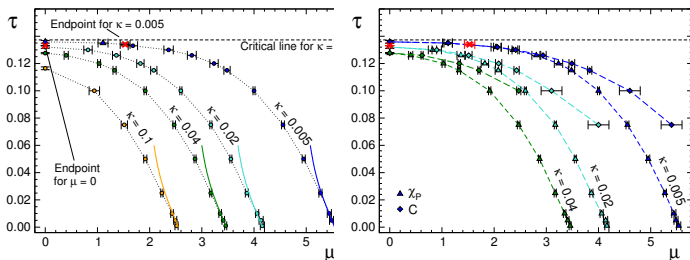 τ
Endpoint for κ = 0.005
Critical line for κ =
0.12
0.10
0.08
0.06
0.04
0.02
0.00
κ = 0.1
κ = 0.04
κ = 0.02
κ = 0.005
Endpoint
for μ = 0
0 1 2 3 4 5 μ
τ
0.12
0.10
0.08
0.06
0.04
0.02
0.00
χP
C
κ = 0.04
κ = 0.02
κ = 0.005
0 1 2 3 4 5 μ